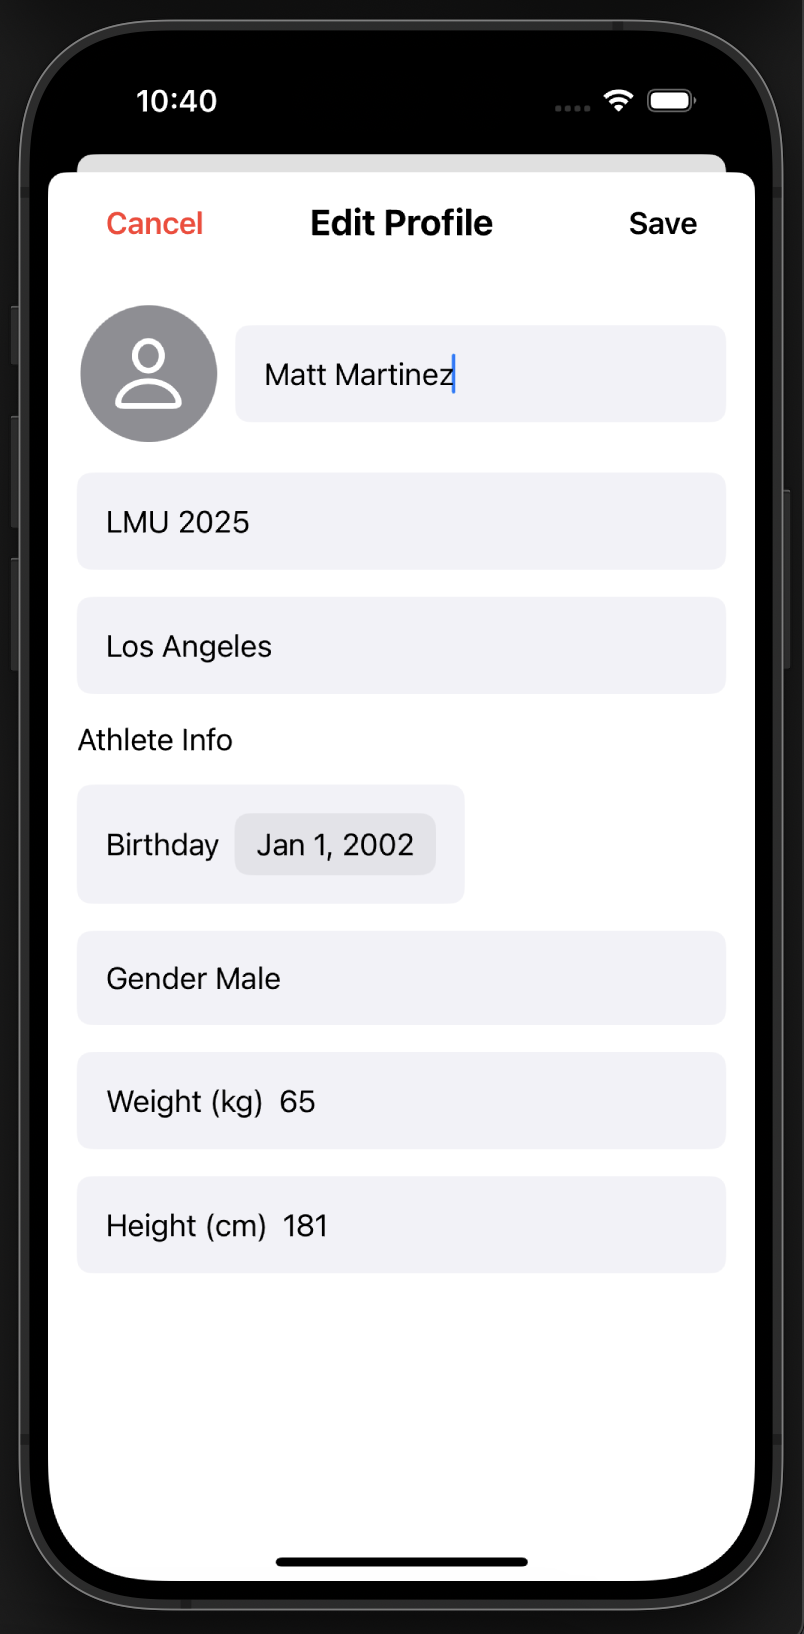 10:40
Cancel Edit Profile Save
Matt Martinez
LMU 2025
Los Angeles
Athlete Info
Birthday Jan 1, 2002
Gender Male
Weight (kg) 65
Height (cm) 181